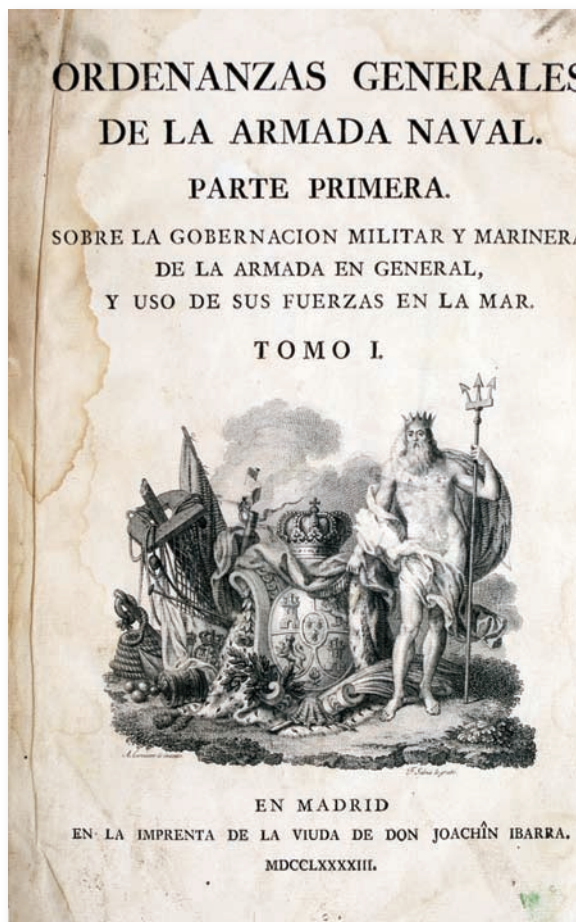 ORDENANZAS GENERALES
DE LA ARMADA NAVAL.
PARTE PRIMERA.
SOBRE LA GOBERNACION MILITAR Y MARINERA
DE LA ARMADA EN GENERAL,
Y USO DE SUS FUERZAS EN LA MAR.
TOMO I.
EN MADRID
EN LA IMPRENTA DE LA VIUDA DE DON JOACHÎN IBARRA.
MDCCLXXXXIII.